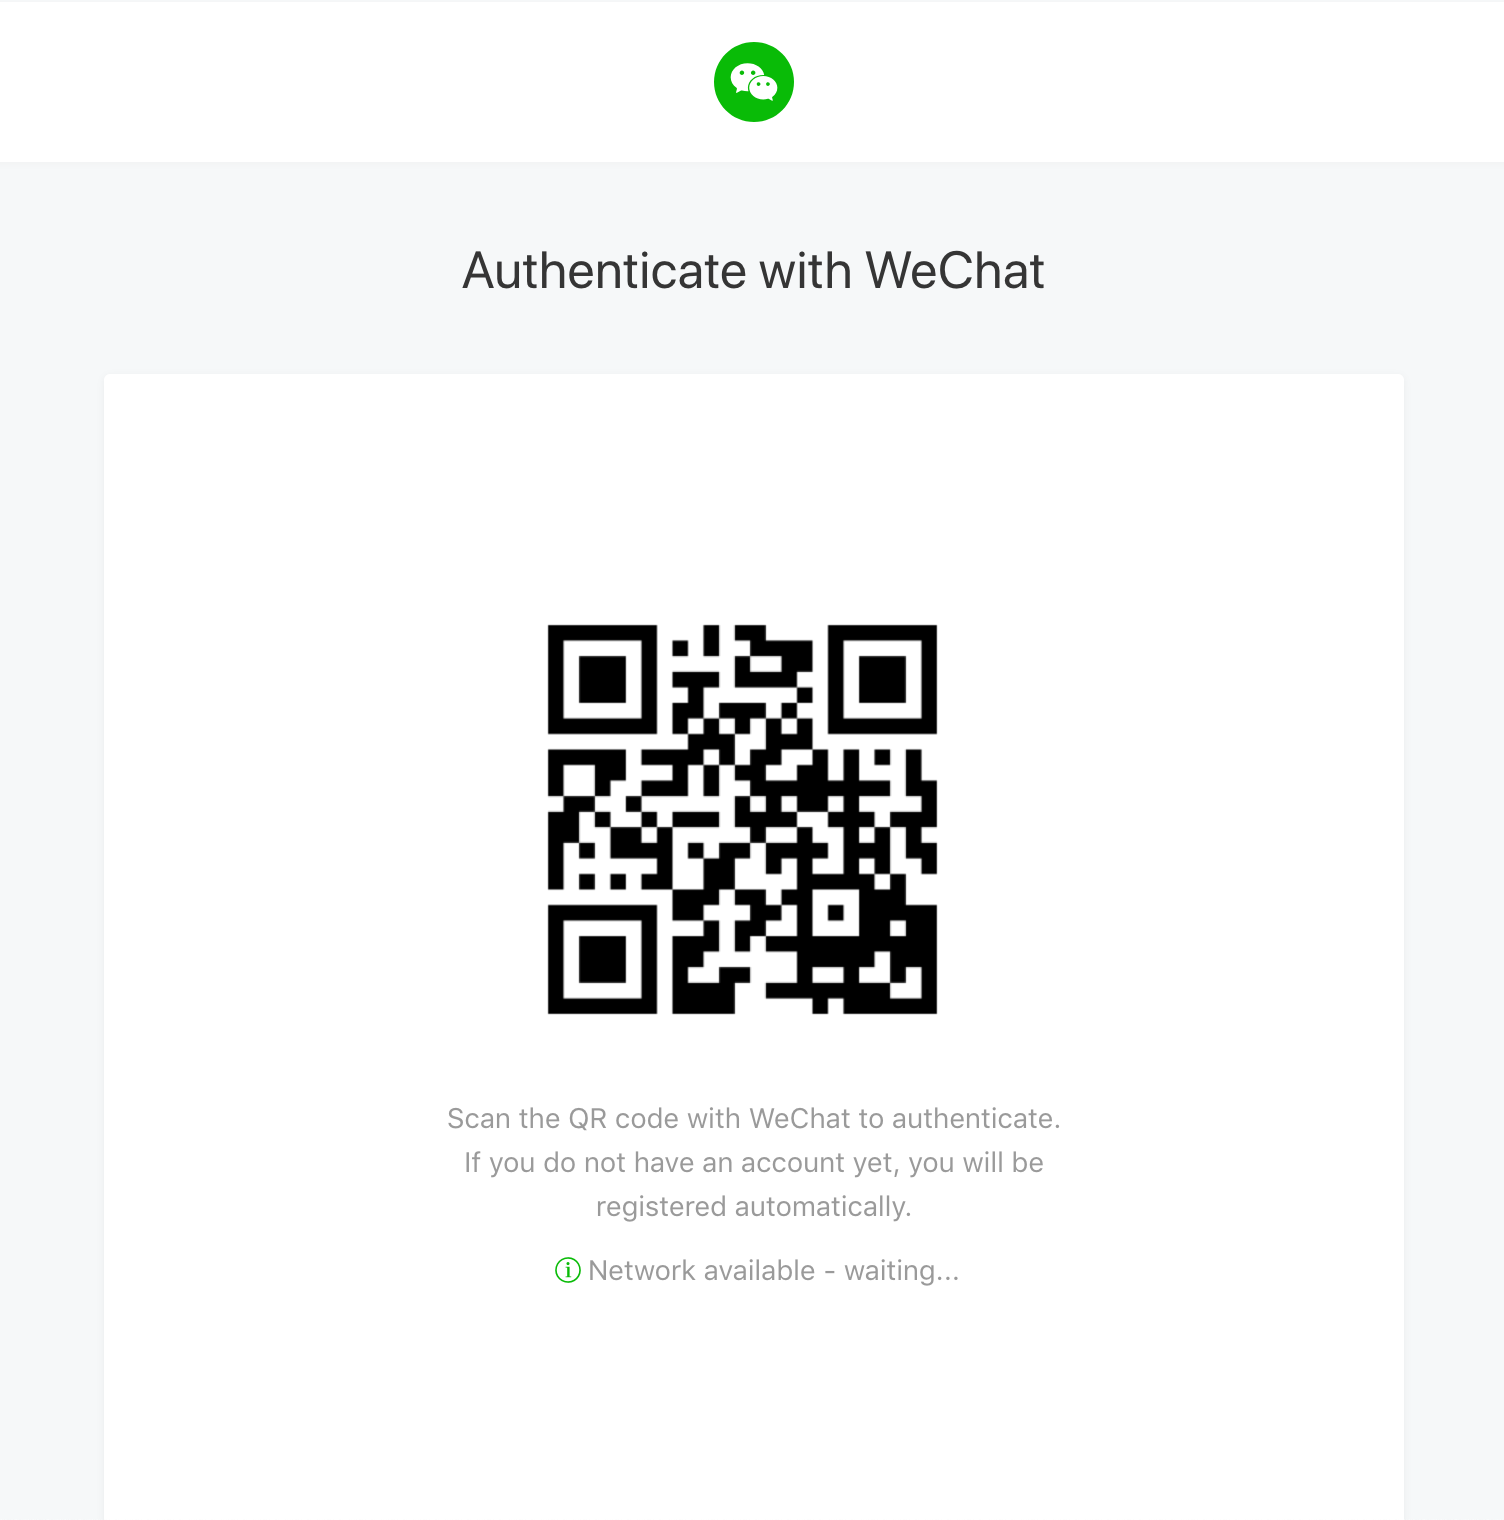 Authenticate with WeChat
Scan the QR code with WeChat to authenticate.
If you do not have an account yet, you will be
registered automatically.
Network available - waiting...